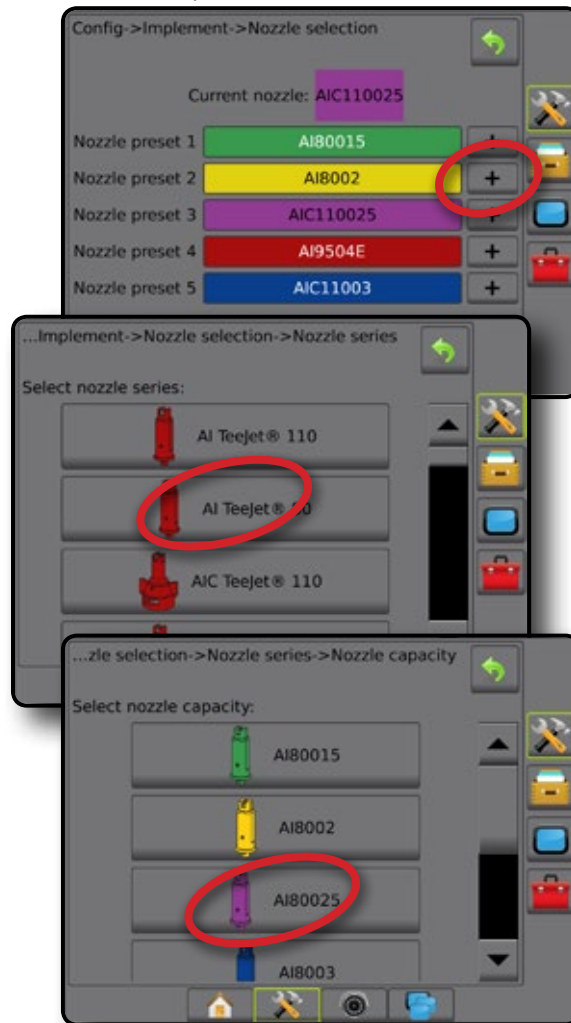 Config->Implement->Nozzle selection
Current nozzle: AIC110025
Nozzle preset 1 AI80015 +
Nozzle preset 2 AI8002 +
Nozzle preset 3 AIC110025 +
Nozzle preset 4 AI9504E +
Nozzle preset 5 AIC11003 +
...Implement->Nozzle selection->Nozzle series
Select nozzle series:
AI TeeJet® 110
AI TeeJet® 80
AIC TeeJet® 110
...zle selection->Nozzle series->Nozzle capacity
Select nozzle capacity:
AI80015
AI8002
AI80025
AI8003